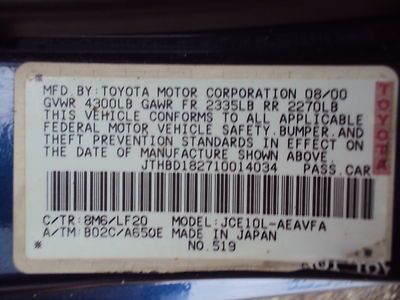 MFD.BY:TOYOTA MOTOR CORPORATION 08/00
GVWR 4300LB GAWR FR 2335LB RR 2270LB
THIS VEHICLE CONFORMS TO ALL APPLICABLE
FEDERAL MOTOR VEHICLE SAFETY,BUMPER,AND
THEFT PREVENTION STANDARDS IN EFFECT ON
THE DATE OF MANUFACTURE SHOWN ABOVE.
JTHBD182710014034 PASS.CAR
C/TR:8M6/LF20 MODEL:JCE10L-AEAVFA
A/TM:B02C/A650E MADE IN JAPAN
NO.519
TOYOTA